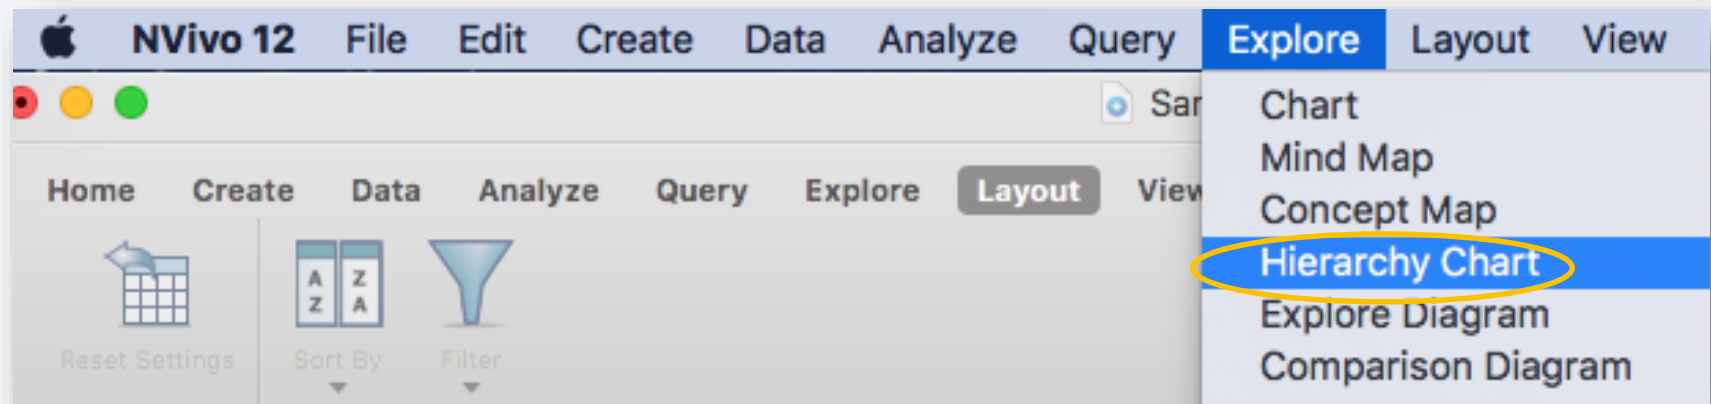 NVivo 12 File Edit Create Data Analyze Query Explore Layout View
Sar
Chart
Mind Map
Concept Map
Hierarchy Chart
Explore Diagram
Comparison Diagram
Home Create Data Analyze Query Explore Layout View
A Z
Z A
Reset Settings Sort By Filter